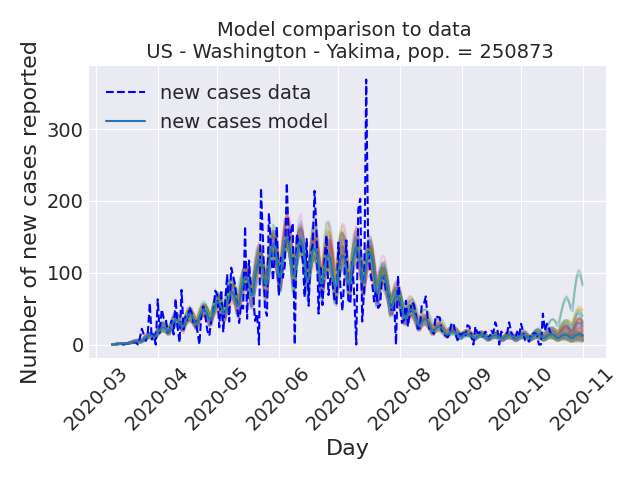 Model comparison to data
US - Washington - Yakima, pop. = 250873
Number of new cases reported
new cases data
new cases model
300
200
100
0
2020-03
2020-04
2020-05
2020-06
2020-07
2020-08
2020-09
2020-10
2020-11
Day